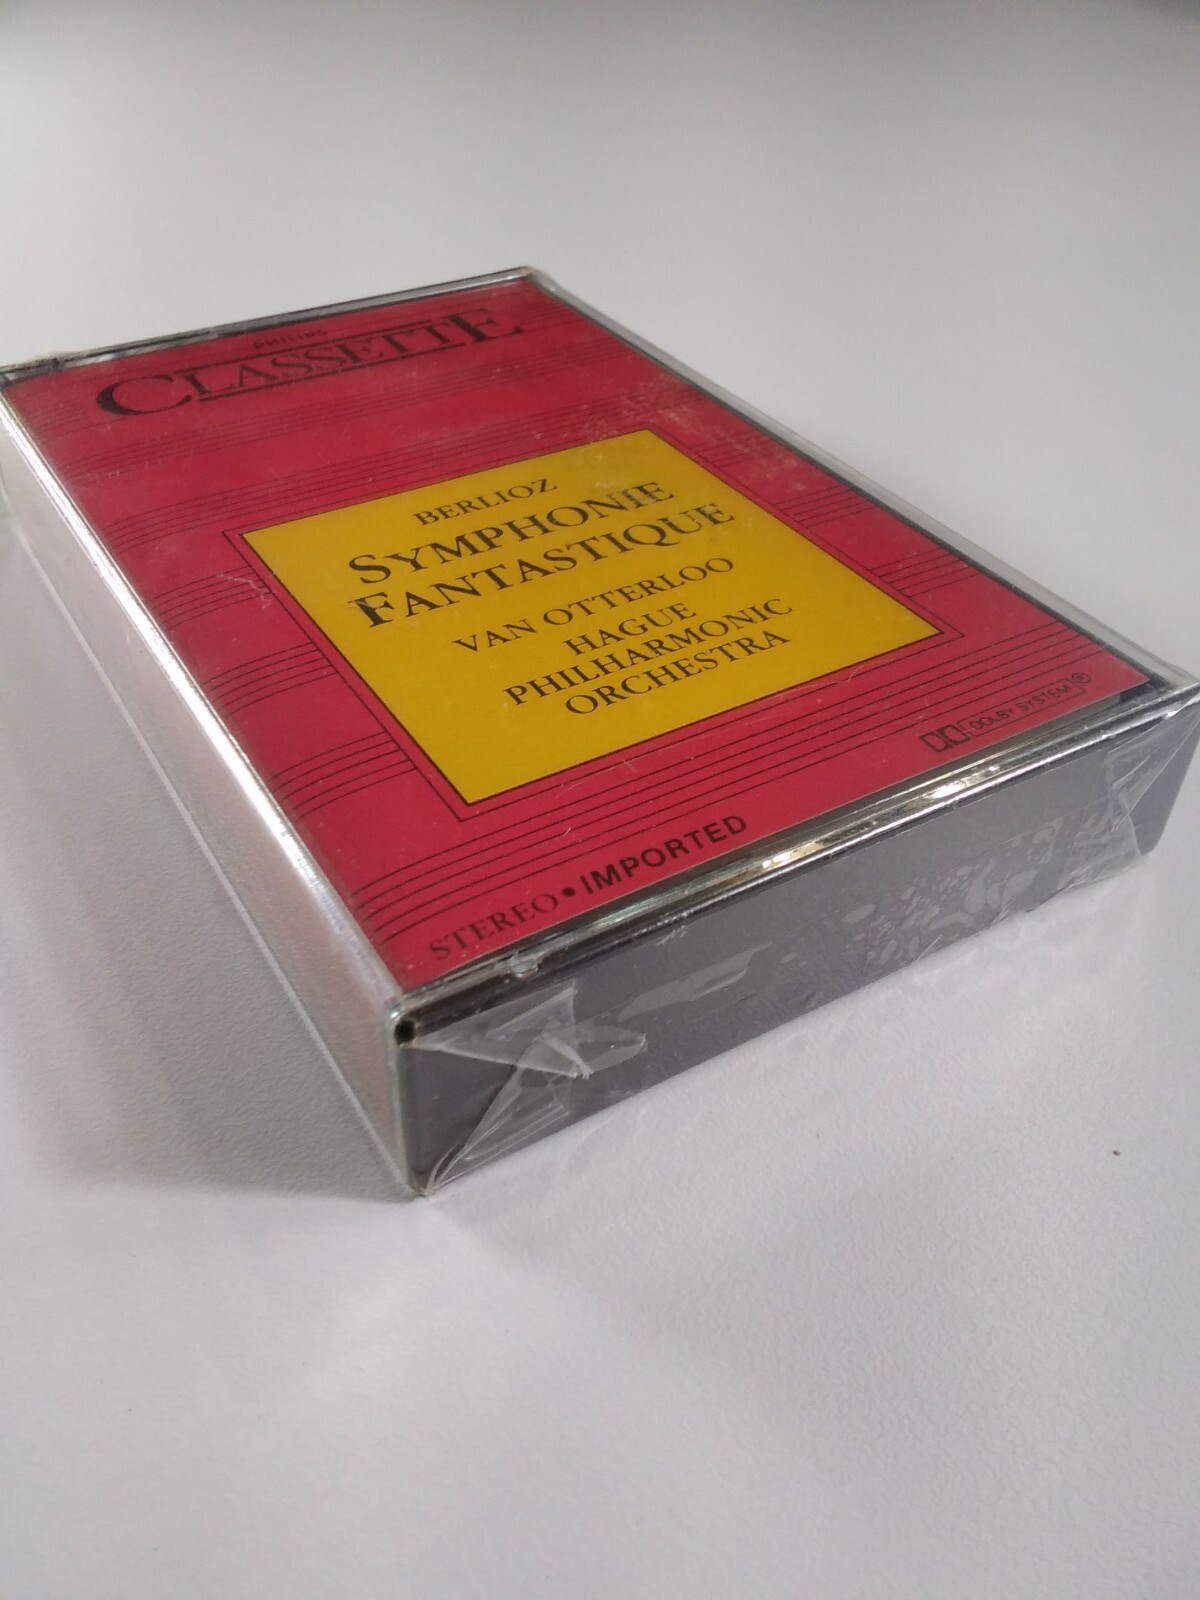 PHILIPS
CLASSETTE
BERLIOZ
SYMPHONIE
FANTASTIQUE
VAN OTTERLOO
HAGUE
PHILHARMONIC
ORCHESTRA
STEREO • IMPORTED
DOLBY SYSTEM ®